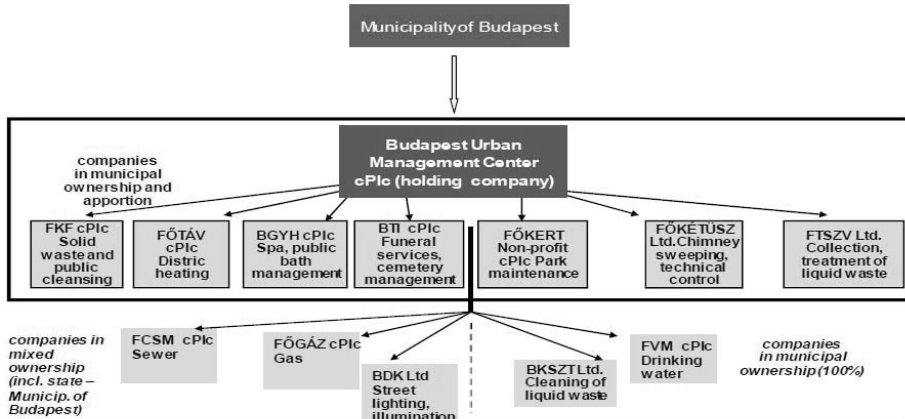 Municipality of Budapest
Budapest Urban
Management Center
cPlc (holding company)
companies
in municipal
ownership and
apportion
FKF cPlc
Solid
waste and
public
cleansing
FŐTÁV
cPlc
Distric
heating
BGYH cPlc
Spa, public
bath
management
BTI cPlc
Funeral
services,
cemetery
management
FŐKERT
Non-profit
cPlc Park
maintenance
FŐKÉTÜSZ
Ltd.Chimney
sweeping,
technical
control
FTSZV Ltd.
Collection,
treatment of
liquid waste
companies in
mixed
ownership
(incl. state –
Municip. of
Budapest)
FCSM cPlc
Sewer
FŐGÁZ cPlc
Gas
BDK Ltd
Street
lighting,
illumination
BKSZT Ltd.
Cleaning of
liquid waste
FVM cPlc
Drinking
water
companies
in municipal
ownership (100%)